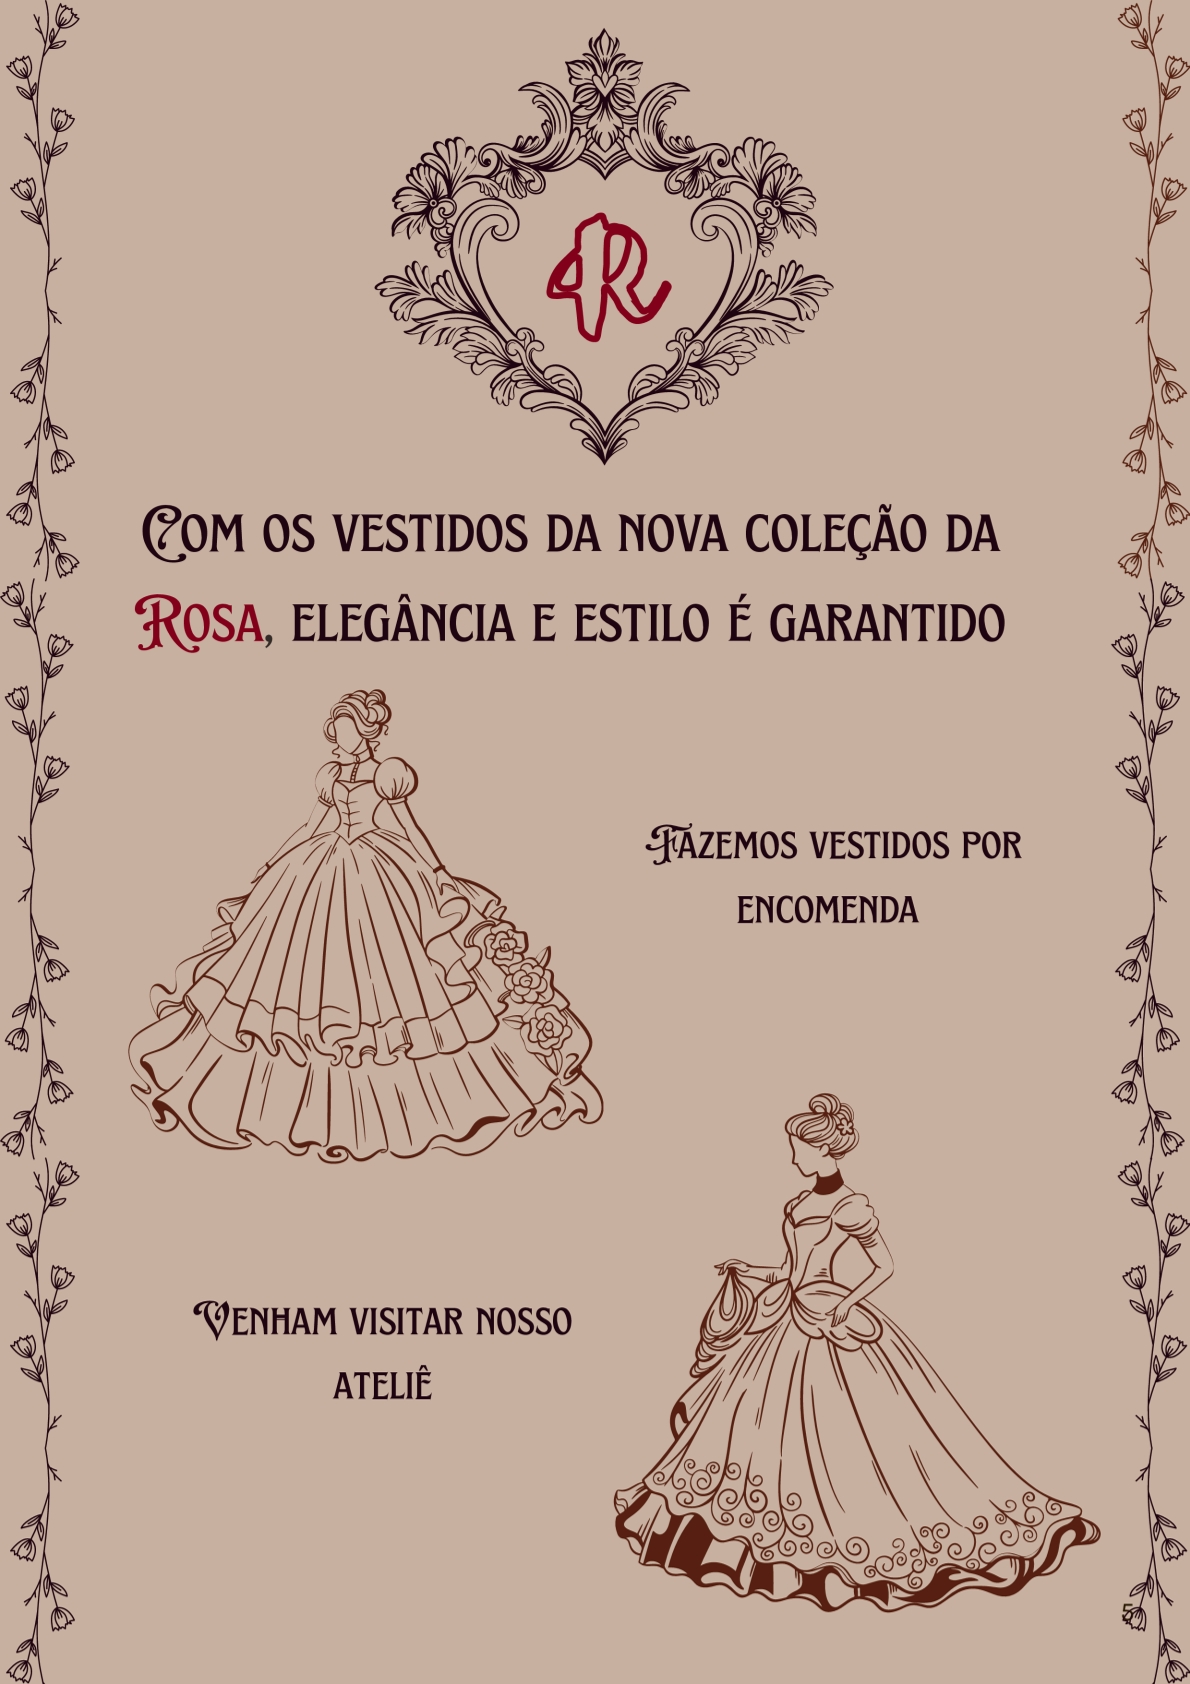 R
Com os vestidos da nova coleção da
Rosa, elegância e estilo é garantido
Fazemos vestidos por
encomenda
Venham visitar nosso
ateliê
5